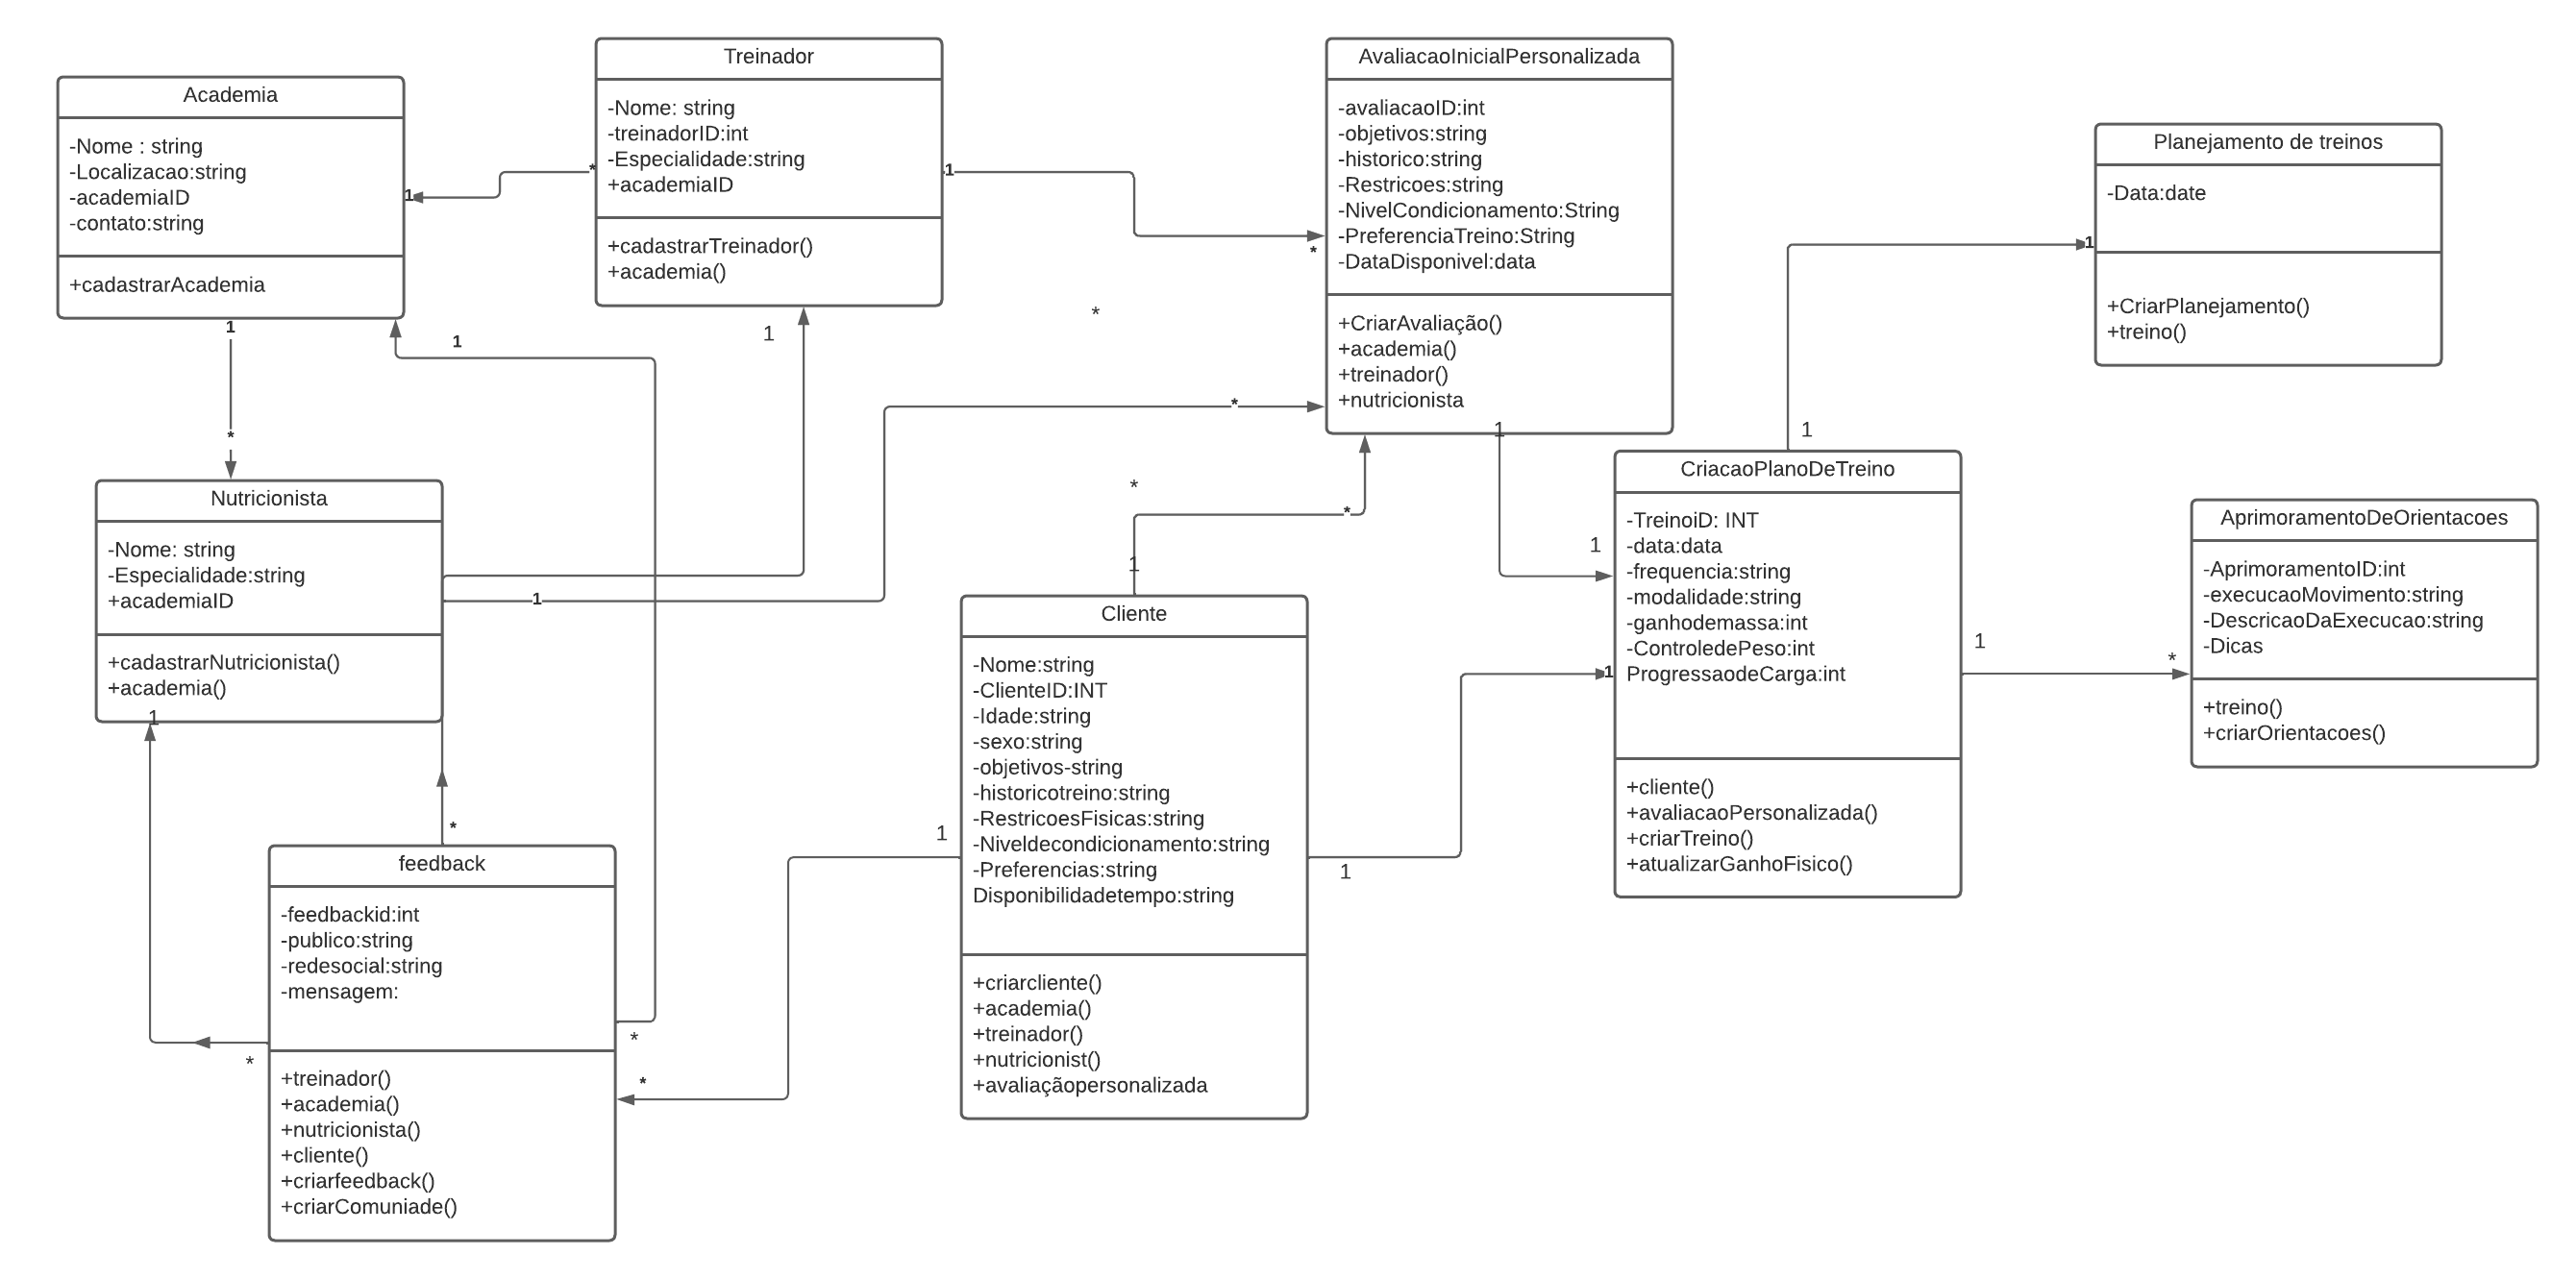 Academia
-Nome : string
-Localizacao:string
-academiaID
-contato:string
+cadastrarAcademia
1
1
*
1
Treinador
-Nome: string
-treinadorID:int
-Especialidade:string
+academiaID
+cadastrarTreinador()
+academia()
*
1
1
AvaliacaoInicialPersonalizada
-avaliacaoID:int
-objetivos:string
-historico:string
-Restricoes:string
-NivelCondicionamento:String
-PreferenciaTreino:String
-DataDisponivel:data
+CriarAvaliação()
+academia()
+treinador()
+nutricionista
*
*
*
1
Planejamento de treinos
-Data:date
+CriarPlanejamento()
+treino()
1
1
Nutricionista
-Nome: string
-Especialidade:string
+academiaID
+cadastrarNutricionista()
+academia()
1
1
*
*
*
1
Cliente
-Nome:string
-ClienteID:INT
-Idade:string
-sexo:string
-objetivos-string
-historicotreino:string
-RestricoesFisicas:string
-Niveldecondicionamento:string
-Preferencias:string
Disponibilidadetempo:string
+criarcliente()
+academia()
+treinador()
+nutricionist()
+avaliaçãopersonalizada
1
1
CriacaoPlanoDeTreino
-TreinoiD: INT
-data:data
-frequencia:string
-modalidade:string
-ganhodemassa:int
-ControledePeso:int
ProgressaodeCarga:int
+cliente()
+avaliacaoPersonalizada()
+criarTreino()
+atualizarGanhoFisico()
1
1
1
*
AprimoramentoDeOrientacoes
-AprimoramentoID:int
-execucaoMovimento:string
-DescricaoDaExecucao:string
-Dicas
+treino()
+criarOrientacoes()
feedback
-feedbackid:int
-publico:string
-redesocial:string
-mensagem:
+treinador()
+academia()
+nutricionista()
+cliente()
+criarfeedback()
+criarComuniade()
*
*
*